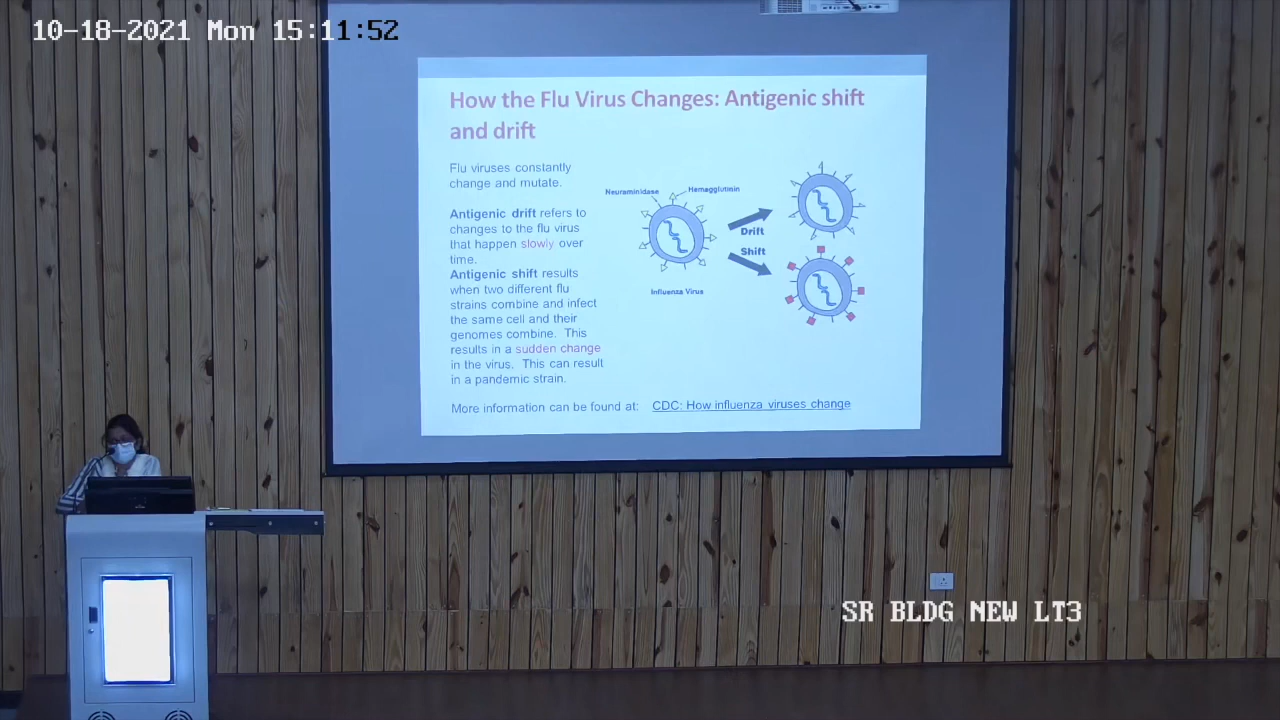 10-18-2021 Mon 15:11:52
How the Flu Virus Changes: Antigenic shift
and drift
Flu viruses constantly
change and mutate.
Antigenic drift refers to
changes to the flu virus
that happen slowly over
time.
Antigenic shift results
when two different flu
strains combine and infect
the same cell and their
genomes combine. This
results in a sudden change
in the virus. This can result
in a pandemic strain.
Neuraminidase
Hemagglutinin
Drift
Shift
Influenza Virus
More information can be found at: CDC: How influenza viruses change
SR BLDG NEW LT3